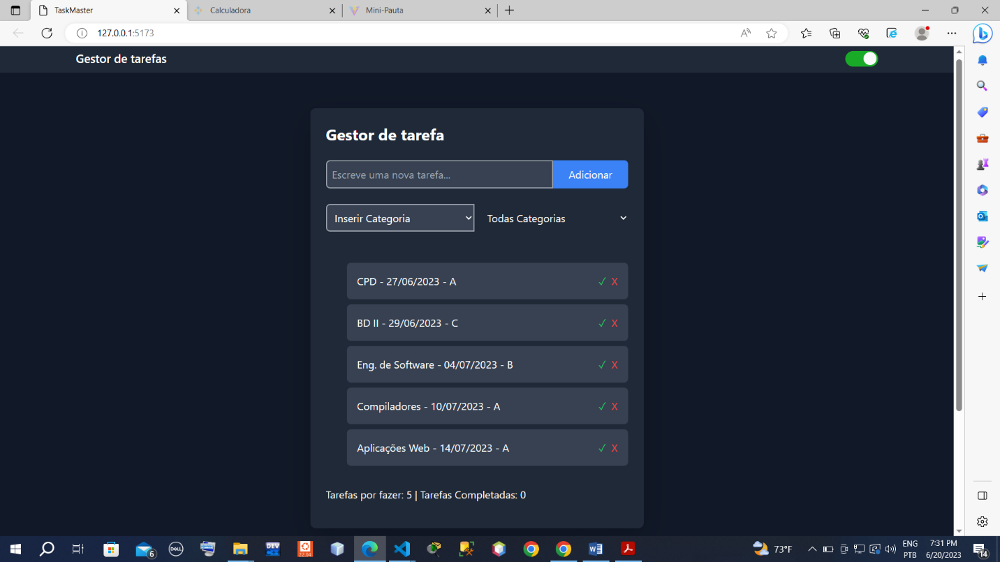 TaskMaster
Calculadora
Mini-Pauta
127.0.0.1:5173
Gestor de tarefas
Gestor de tarefa
Escreve uma nova tarefa...
Adicionar
Inserir Categoria
Todas Categorias
CPD - 27/06/2023 - A
✓ X
BD II - 29/06/2023 - C
✓ X
Eng. de Software - 04/07/2023 - B
✓ X
Compiladores - 10/07/2023 - A
✓ X
Aplicações Web - 14/07/2023 - A
✓ X
Tarefas por fazer: 5 | Tarefas Completadas: 0
6
DELL
DEV
22.04
73°F
ENG
PTB
7:31 PM
6/20/2023
14